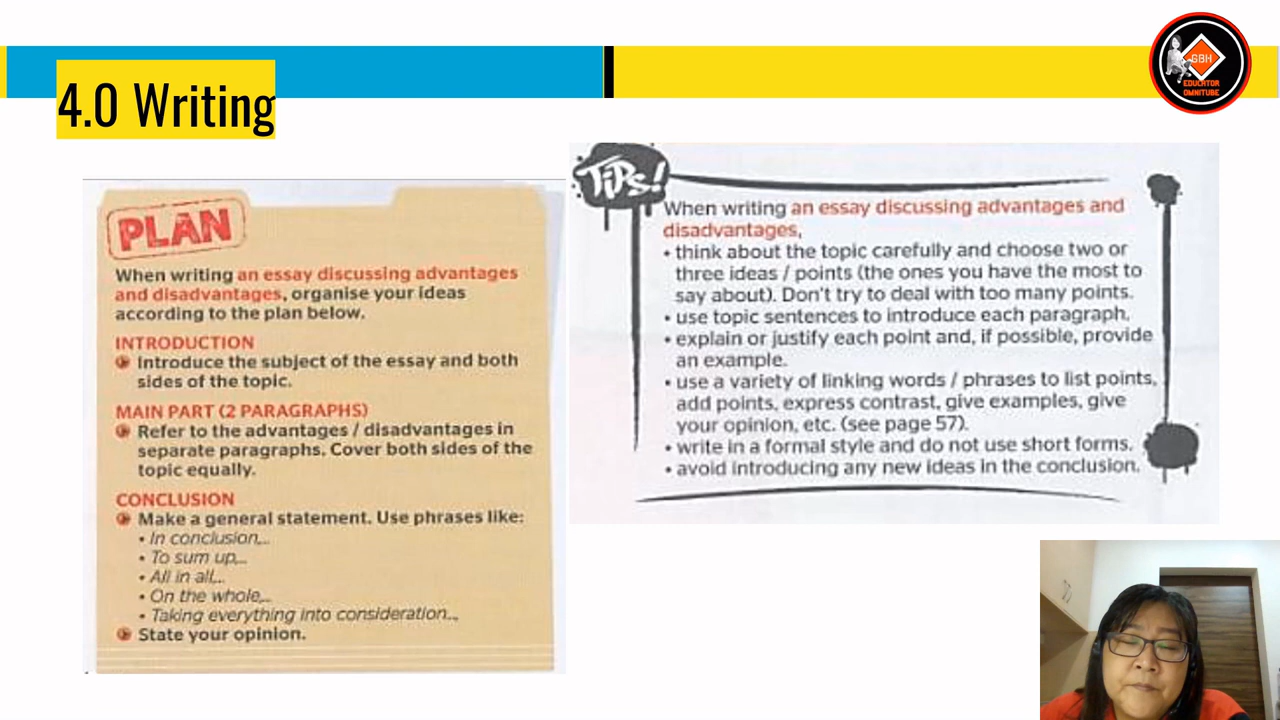 4.0 Writing
GBH
EDUCATOR
OMNITUBE
PLAN
When writing an essay discussing advantages
and disadvantages, organise your ideas
according to the plan below.
INTRODUCTION
Introduce the subject of the essay and both
sides of the topic.
MAIN PART (2 PARAGRAPHS)
Refer to the advantages / disadvantages in
separate paragraphs. Cover both sides of the
topic equally.
CONCLUSION
Make a general statement. Use phrases like:
• In conclusion,...
• To sum up,...
• All in all,...
• On the whole,...
• Taking everything into consideration...,
State your opinion.
TIPS!
When writing an essay discussing advantages and
disadvantages,
• think about the topic carefully and choose two or
three ideas / points (the ones you have the most to
say about). Don't try to deal with too many points.
• use topic sentences to introduce each paragraph.
• explain or justify each point and, if possible, provide
an example.
• use a variety of linking words / phrases to list points,
add points, express contrast, give examples, give
your opinion, etc. (see page 57).
• write in a formal style and do not use short forms.
• avoid introducing any new ideas in the conclusion.